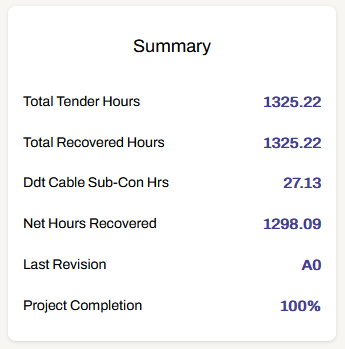 Summary
Total Tender Hours 1325.22
Total Recovered Hours 1325.22
Ddt Cable Sub-Con Hrs 27.13
Net Hours Recovered 1298.09
Last Revision A0
Project Completion 100%